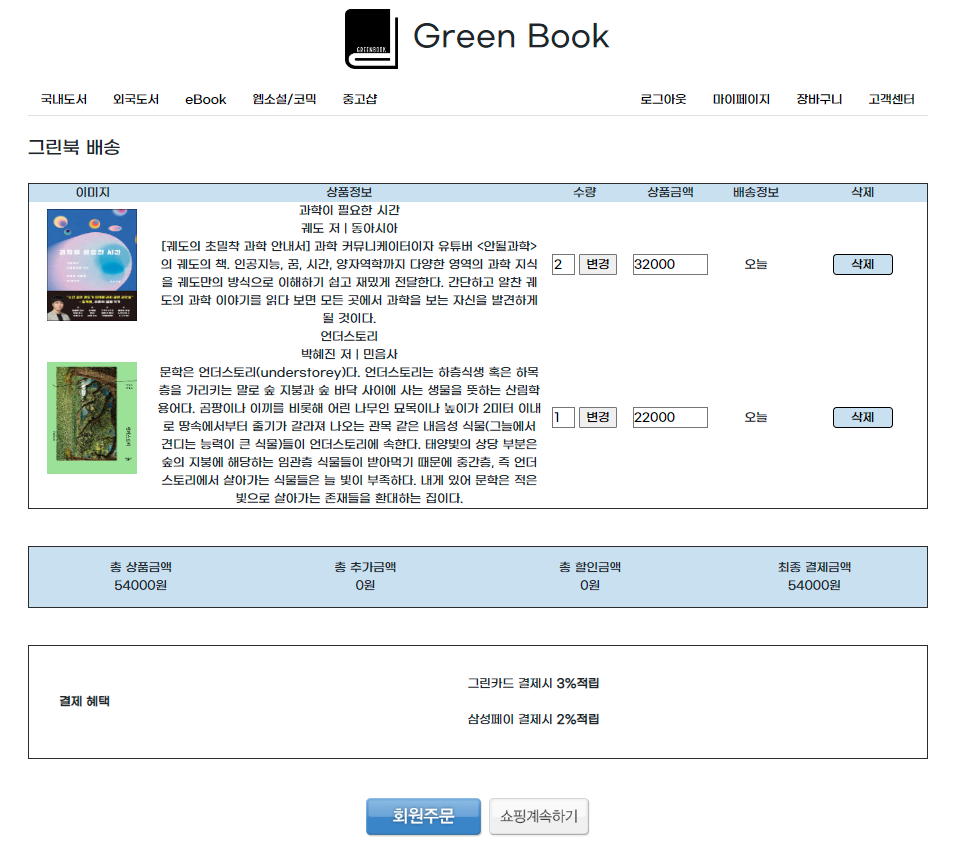 GREENBOOK
Green Book
국내도서 외국도서 eBook 웹소설/코믹 중고샵 로그아웃 마이페이지 장바구니 고객센터
그린북 배송
이미지 상품정보 수량 상품금액 배송정보 삭제
과학이 필요한 시간
궤도 저 | 동아시아
[궤도의 초밀착 과학 안내서] 과학 커뮤니케이터이자 유튜버 <안될과학>
의 궤도의 책. 인공지능, 꿈, 시간, 양자역학까지 다양한 영역의 과학 지식
을 궤도만의 방식으로 이해하기 쉽고 재밌게 전달한다. 간단하고 알찬 궤
도의 과학 이야기를 읽다 보면 모든 곳에서 과학을 보는 자신을 발견하게
될 것이다.
2 변경 32000 오늘 삭제
과학이 필요한 시간
언더스토리
박혜진 저 | 민음사
문학은 언더스토리(understorey)다. 언더스토리는 하층식생 혹은 하목
층을 가리키는 말로 숲 지붕과 숲 바닥 사이에 사는 생물을 뜻하는 산림학
용어다. 곰팡이나 이끼를 비롯해 어린 나무인 묘목이나 높이가 2미터 이내
로 땅속에서부터 줄기가 갈라져 나오는 관목 같은 내음성 식물(그늘에서
견디는 능력이 큰 식물)들이 언더스토리에 속한다. 태양빛의 상당 부분은
숲의 지붕에 해당하는 임관층 식물들이 받아먹기 때문에 중간층, 즉 언더
스토리에서 살아가는 식물들은 늘 빛이 부족하다. 내게 있어 문학은 적은
빛으로 살아가는 존재들을 환대하는 집이다.
1 변경 22000 오늘 삭제
총 상품금액 총 추가금액 총 할인금액 최종 결제금액
54000원 0원 0원 54000원
그린카드 결제시 3%적립
결제 혜택
삼성페이 결제시 2%적립
회원주문 쇼핑계속하기